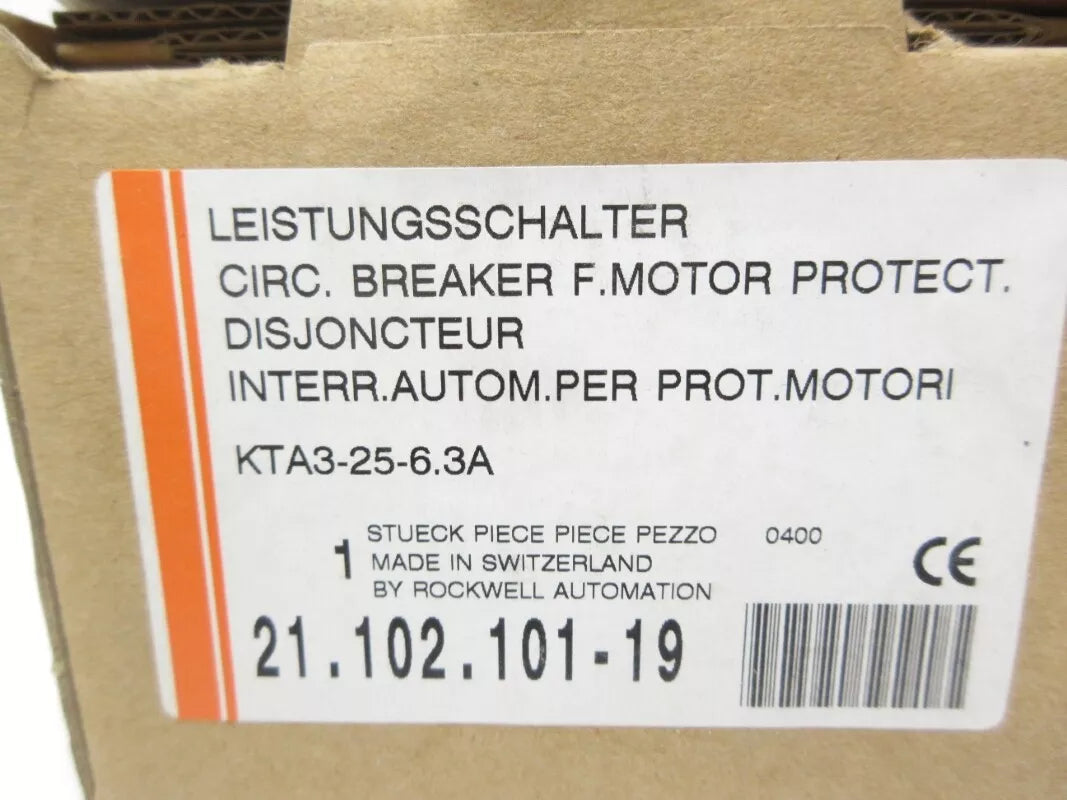 LEISTUNGSSCHALTER
CIRC. BREAKER F.MOTOR PROTECT.
DISJONCTEUR
INTERR.AUTOM.PER PROT.MOTORI
KTA3-25-6.3A
1 STUECK PIECE PIECE PEZZO 0400
MADE IN SWITZERLAND
BY ROCKWELL AUTOMATION
CE
21.102.101-19